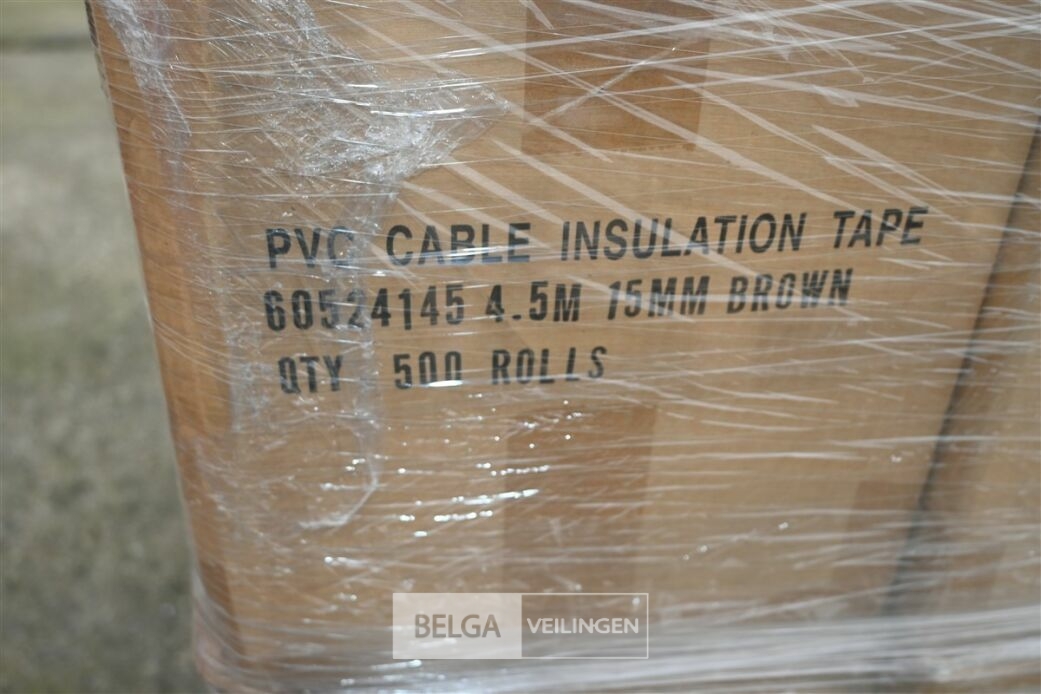 PVC CABLE INSULATION TAPE
60524145 4.5M 15MM BROWN
QTY 500 ROLLS
BELGA VEILINGEN